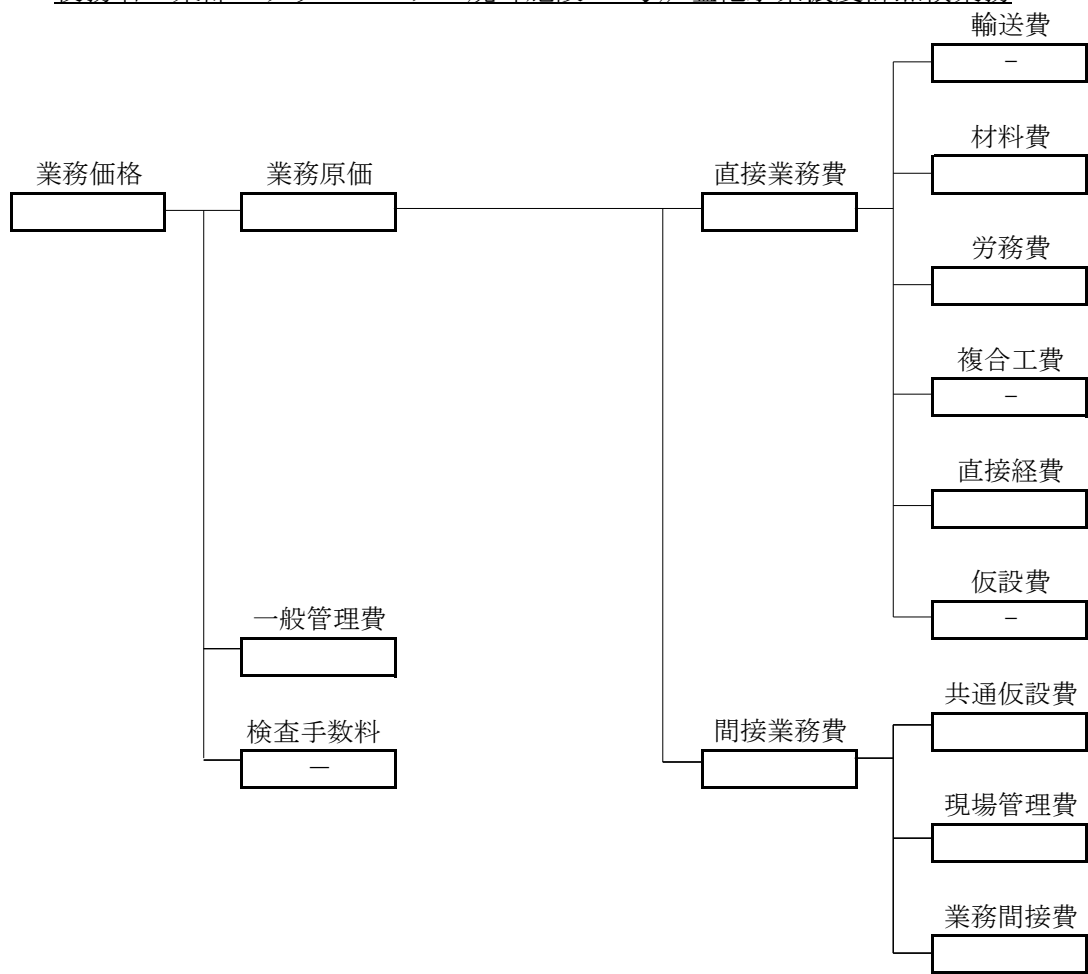 輸送費
−
材料費
業務価格 業務原価 直接業務費
労務費
複合工費
−
直接経費
仮設費
−
一般管理費
共通仮設費
検査手数料 間接業務費
－
現場管理費
業務間接費